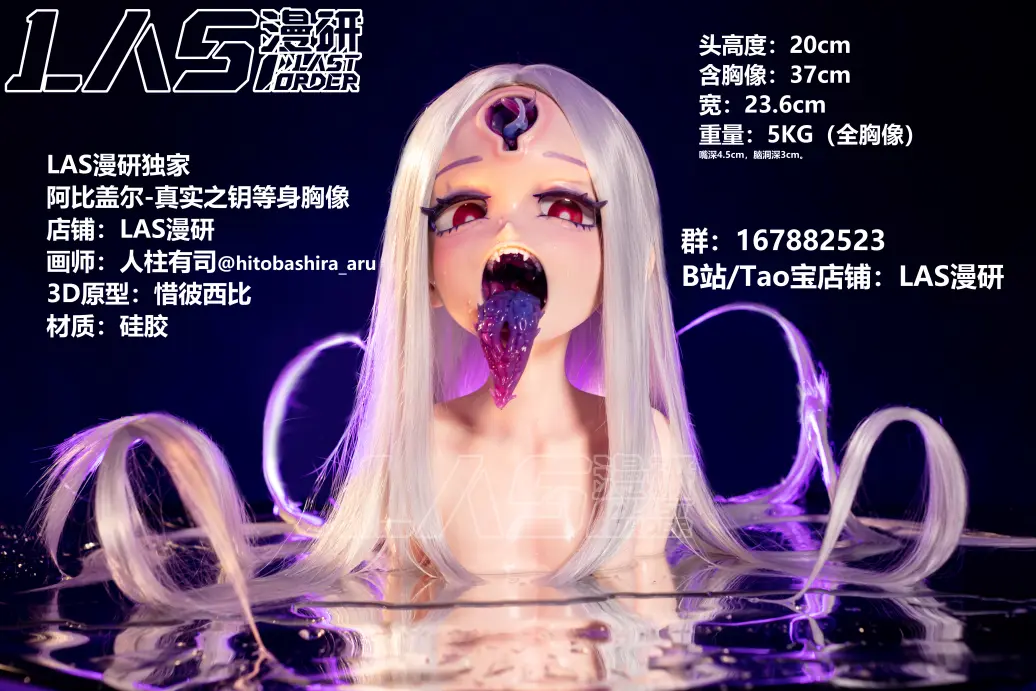 LAS漫研
LAST
ORDER
LAS漫研独家
阿比盖尔-真实之钥等身胸像
店铺：LAS漫研
画师：人柱有司@hitobashira_aru
3D原型：惜彼西比
材质：硅胶
头高度：20cm
含胸像：37cm
宽：23.6cm
重量：5KG（全胸像）
嘴深4.5cm，脑洞深3cm。
群：167882523
B站/Tao宝店铺：LAS漫研
LAS漫研